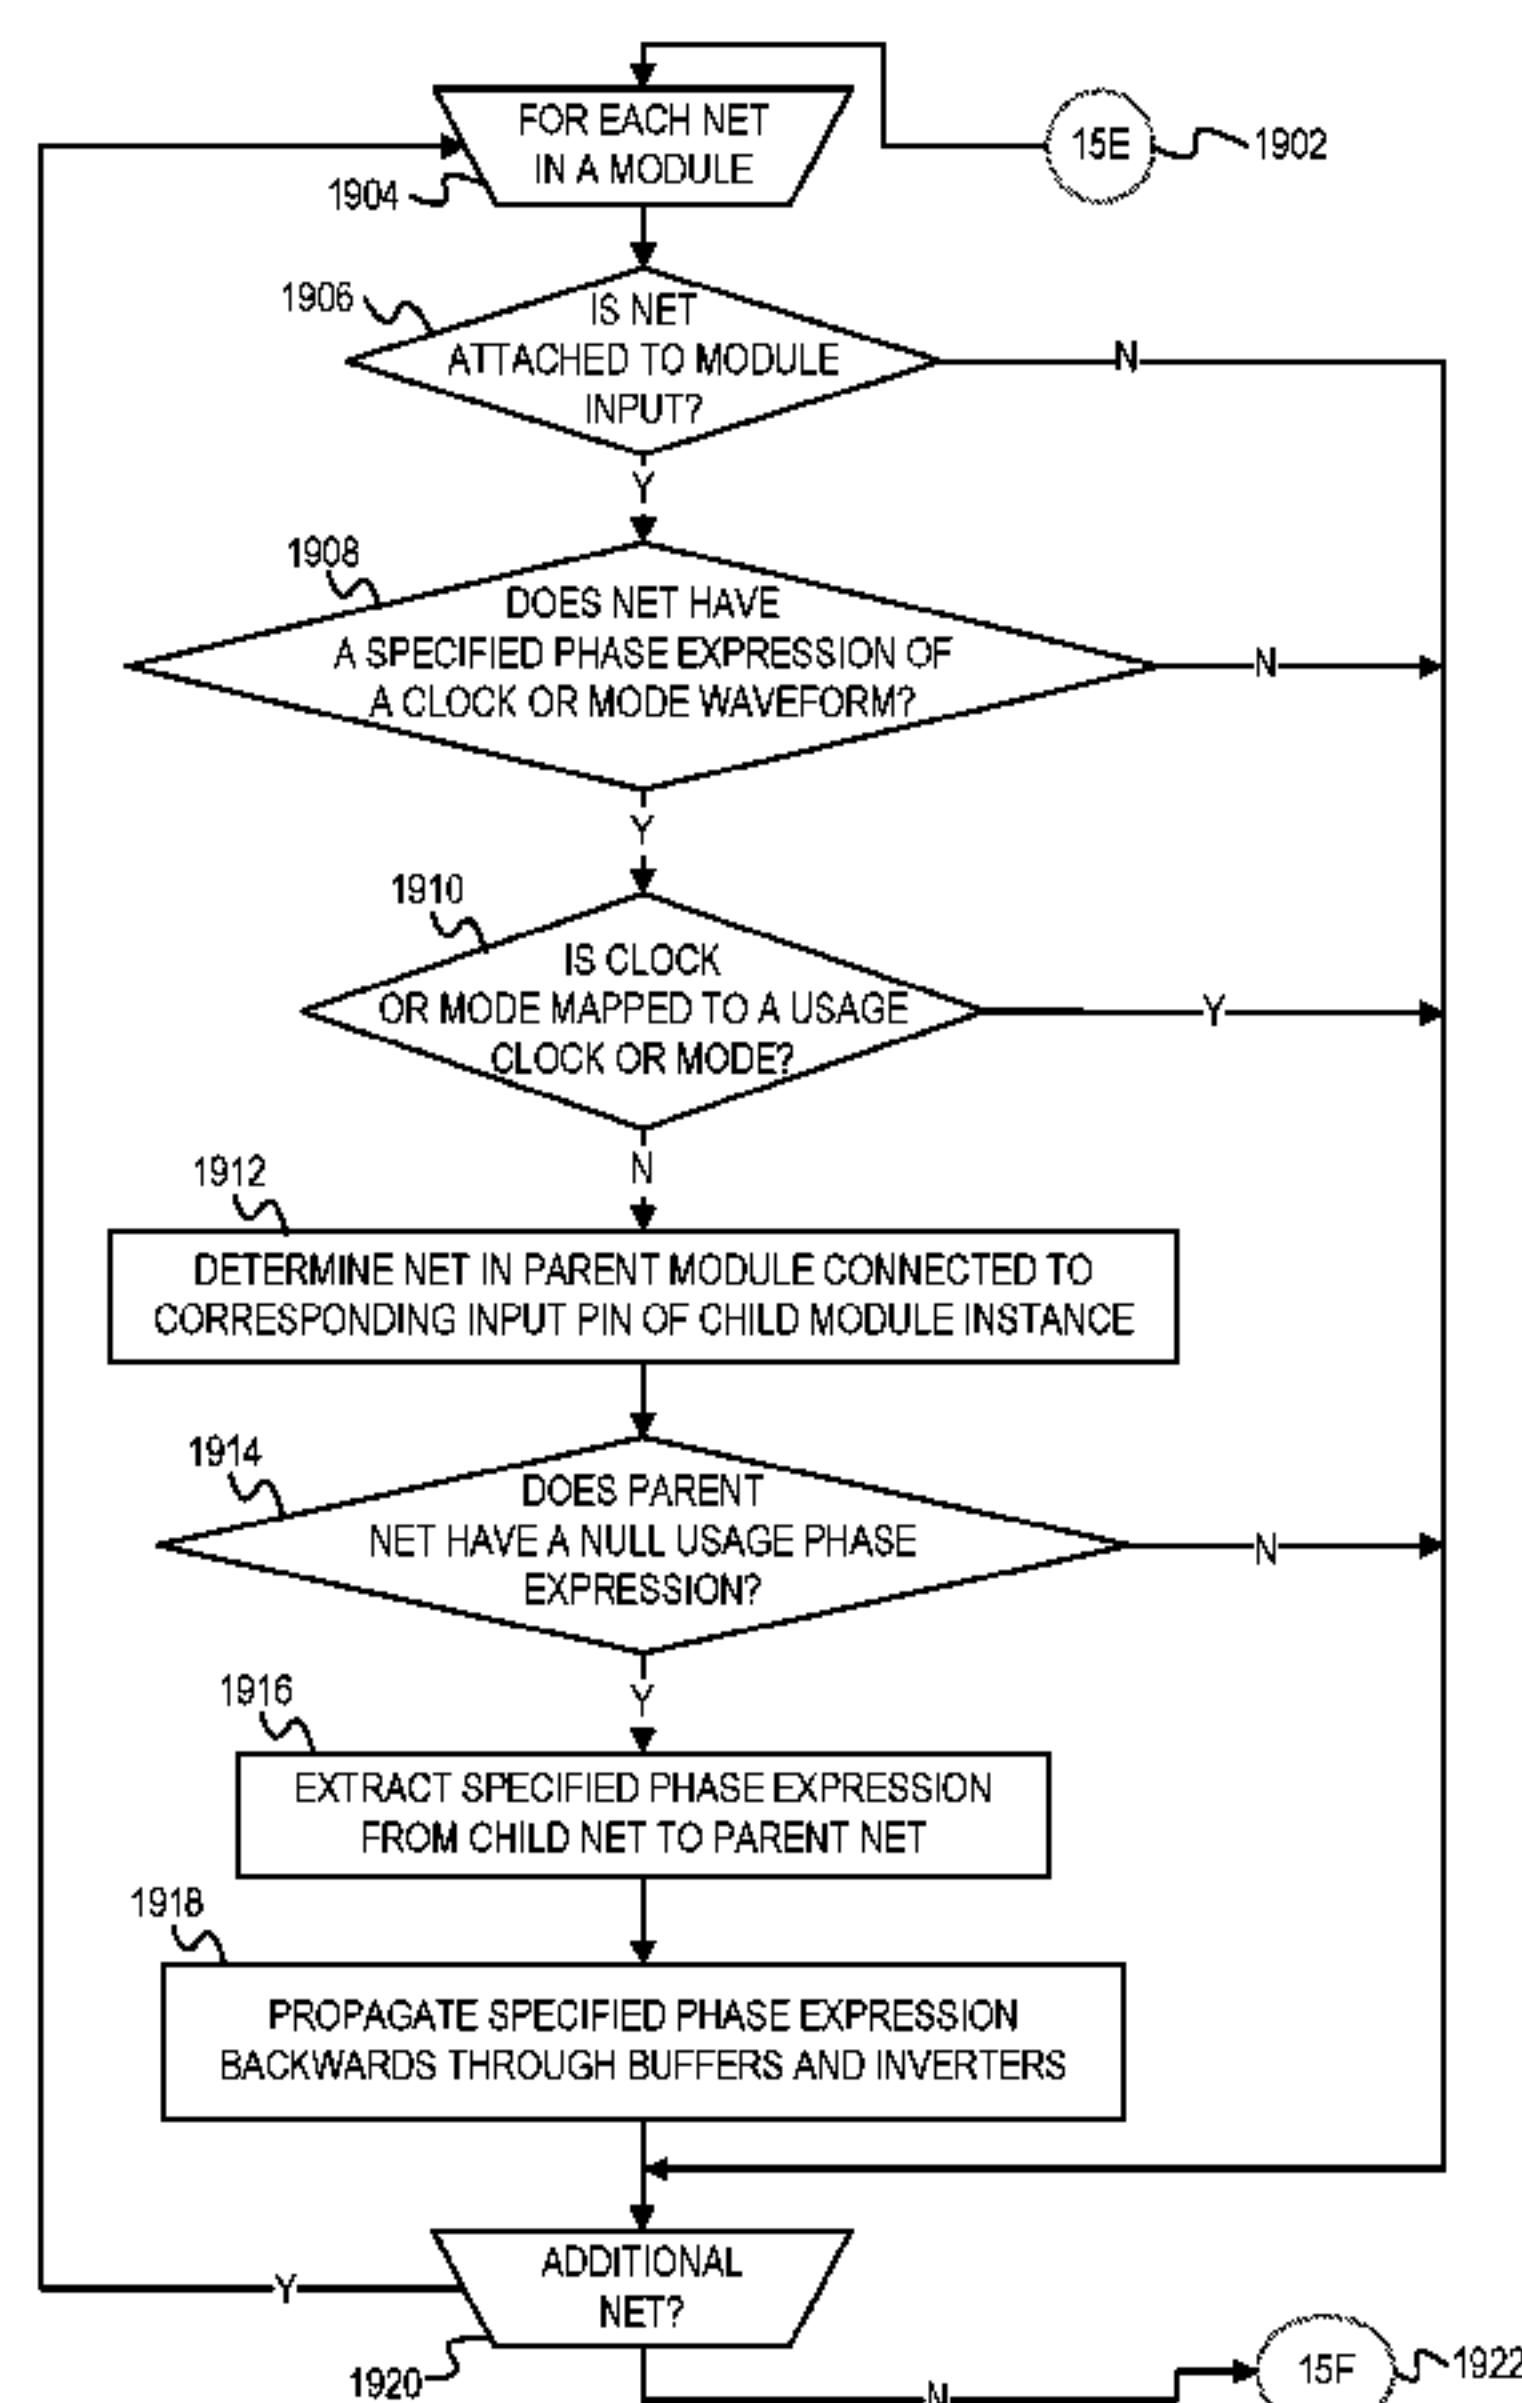 FOR EACH NET
IN A MODULE
15E
1902
1904
1906
IS NET
ATTACHED TO MODULE
INPUT?
N
Y
1908
DOES NET HAVE
A SPECIFIED PHASE EXPRESSION OF
A CLOCK OR MODE WAVEFORM?
N
Y
1910
IS CLOCK
OR MODE MAPPED TO A USAGE
CLOCK OR MODE?
Y
N
1912
DETERMINE NET IN PARENT MODULE CONNECTED TO
CORRESPONDING INPUT PIN OF CHILD MODULE INSTANCE
1914
DOES PARENT
NET HAVE A NULL USAGE PHASE
EXPRESSION?
N
Y
1916
EXTRACT SPECIFIED PHASE EXPRESSION
FROM CHILD NET TO PARENT NET
1918
PROPAGATE SPECIFIED PHASE EXPRESSION
BACKWARDS THROUGH BUFFERS AND INVERTERS
ADDITIONAL
NET?
Y
1920
N
15F
1922